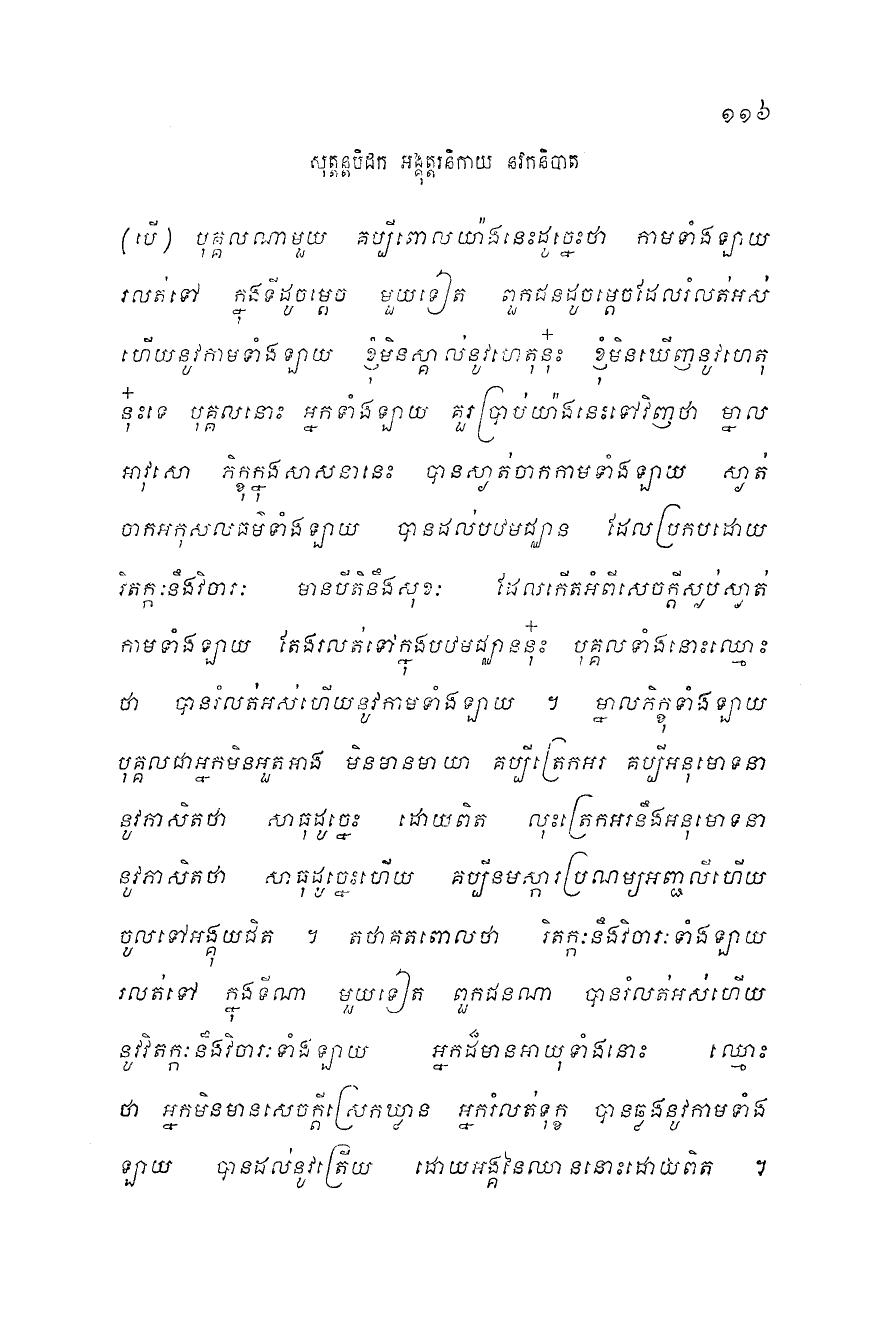 ១១៦
សុត្តន្តបិដក អង្គុត្តរនិកាយ នវកនិបាត
(បើ) បុគ្គលណាមួយ គប្បីពោលយ៉ាងនេះដូច្នេះថា កាមទាំងឡាយ
រលត់ទៅ ក្នុងទីដូចម្តេច មួយទៀត ពួកជនដូចម្តេចដែលរំលត់អស់
ហើយនូវកាមទាំងឡាយ ខ្ញុំមិនស្គាល់នូវហេតុនុ៎ះ ខ្ញុំមិនឃើញនូវហេតុ
នុ៎ះទេ បុគ្គលនោះ អ្នកទាំងឡាយ គួរប្រាប់យ៉ាងនេះទៅវិញថា ម្នាល
អាវុសោ ភិក្ខុក្នុងសាសនានេះ បានស្ងាត់ចាកកាមទាំងឡាយ ស្ងាត់
ចាកអកុសលធម៌ទាំងឡាយ បានដល់បឋមជ្ឈាន ដែលប្រកបដោយ
វិតក្កៈនឹងវិចារៈ មានបីតិនឹងសុខៈ ដែលកើតអំពីសេចក្តីស្ងប់ស្ងាត់
កាមទាំងឡាយ តែងរលត់ទៅក្នុងបឋមជ្ឈាននុ៎ះ បុគ្គលទាំងនោះឈ្មោះ
ថា បានរំលត់អស់ហើយនូវកាមទាំងឡាយ ។ ម្នាលភិក្ខុទាំងឡាយ
បុគ្គលជាអ្នកមិនអួតអាង មិនមានមាយា គប្បីត្រេកអរ គប្បីអនុមោទនា
នូវភាសិតថា សាធុដូច្នេះ ដោយពិត លុះត្រេកអរនឹងអនុមោទនា
នូវភាសិតថា សាធុដូច្នេះហើយ គប្បីនមស្ការប្រណម្យអញ្ជលីហើយ
ចូលទៅអង្គុយជិត ។ តថាគតពោលថា វិតក្កៈនឹងវិចារៈទាំងឡាយ
រលត់ទៅ ក្នុងទីណា មួយទៀត ពួកជនណា បានរំលត់អស់ហើយ
នូវវិតក្កៈនឹងវិចារៈទាំងឡាយ អ្នកដ៏មានអាយុទាំងនោះ ឈ្មោះ
ថា អ្នកមិនមានសេចក្តីស្រេកឃ្លាន អ្នករំលត់ទុក្ខ បានឆ្លងនូវកាមទាំង
ឡាយ បានដល់នូវត្រើយ ដោយអង្គនៃឈាននោះដោយពិត ។